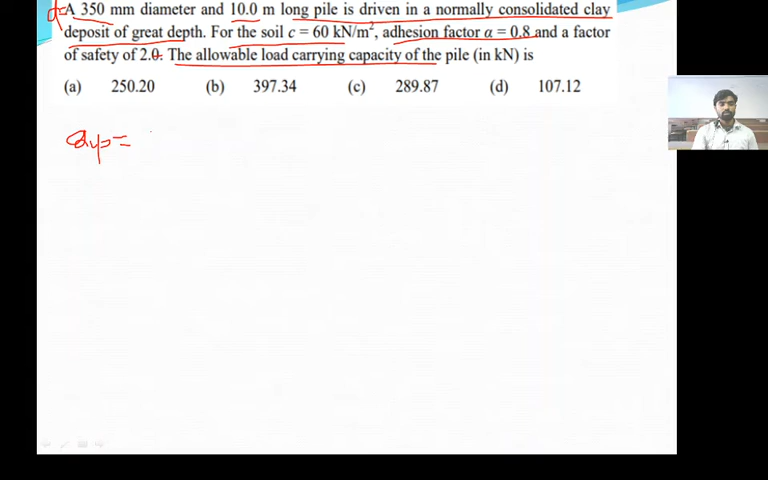 A 350 mm diameter and 10.0 m long pile is driven in a normally consolidated clay
deposit of great depth. For the soil c = 60 kN/m², adhesion factor α = 0.8 and a factor
of safety of 2.0. The allowable load carrying capacity of the pile (in kN) is
(a) 250.20 (b) 397.34 (c) 289.87 (d) 107.12
Qup =